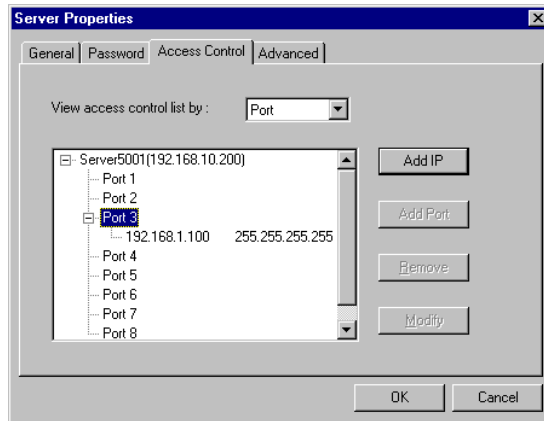 Server Properties
General Password Access Control Advanced
View access control list by : Port
Server5001(192.168.10.200)
Add IP
Port 1
Port 2
Port 3
Add Port
192.168.1.100 255.255.255.255
Port 4
Port 5
Remove
Port 6
Port 7
Modify
Port 8
OK Cancel